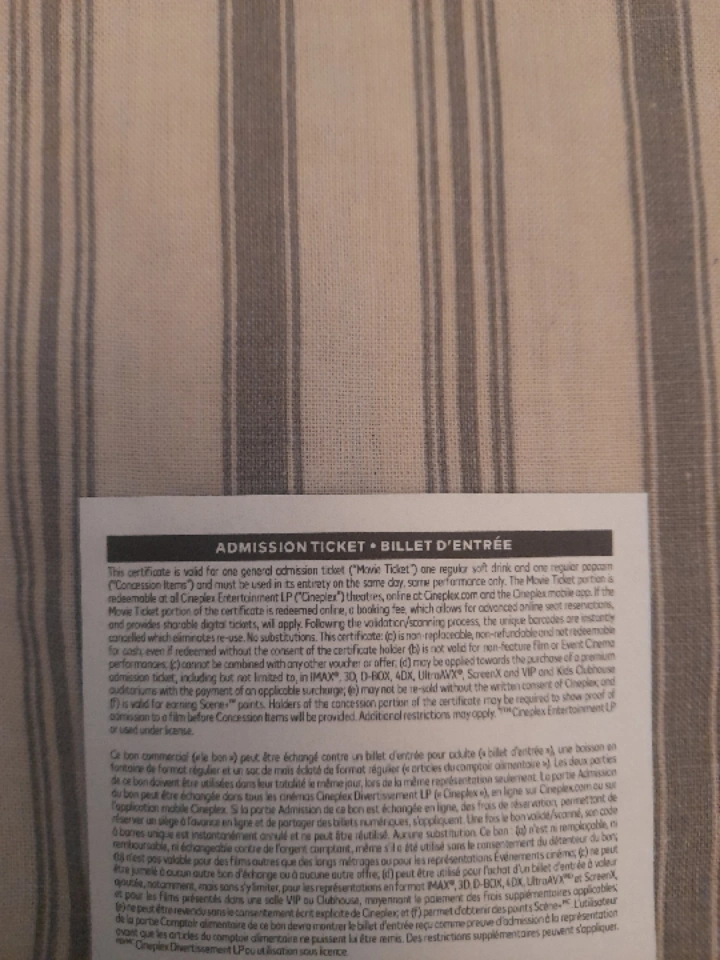 ADMISSION TICKET • BILLET D'ENTRÉE
This certificate is valid for one general admission ticket ("Movie Ticket") one regular soft drink and one regular popcorn
("Concession Items") and must be used in its entirety on the same day, same performance only. The Movie Ticket portion is
redeemable at all Cineplex Entertainment LP ("Cineplex") theatres, online at Cineplex.com and the Cineplex mobile app. If the
Movie Ticket portion of the certificate is redeemed online, a booking fee, which allows for advanced online seat reservations,
and provides sharable digital tickets, will apply. Following the validation/scanning process, the unique barcodes are instantly
cancelled which eliminates re-use. No substitutions. This certificate: (a) is non-replaceable, non-refundable and not redeemable
for cash, even if redeemed without the consent of the certificate holder (b) is not valid for non-feature film or Event Cinema
performances. (c) cannot be combined with any other voucher or offer; (d) may be applied towards the purchase of a premium
admission ticket, including but not limited to, in IMAX®, 3D, D-BOX, 4DX, UltraAVX®, ScreenX and VIP and Kids Clubhouse
auditoriums with the payment of an applicable surcharge; (e) may not be re-sold without the written consent of Cineplex; and
(f) is valid for earning Scene+™ points. Holders of the concession portion of the certificate may be required to show proof of
admission to a film before Concession Items will be provided. Additional restrictions may apply. ®/™Cineplex Entertainment LP
or used under license.
Ce bon commercial (« le bon ») peut être échangé contre un billet d'entrée pour adulte (« billet d'entrée »), une boisson en
fontaine de format régulier et un sac de maïs éclaté de format régulier (« articles du comptoir alimentaire »). Les deux parties
de ce bon doivent être utilisées dans leur totalité le même jour, lors de la même représentation seulement. La partie Admission
du bon peut être échangée dans tous les cinémas Cineplex Divertissement LP (« Cineplex »), en ligne sur Cineplex.com ou sur
l'application mobile Cineplex. Si la partie Admission de ce bon est échangée en ligne, des frais de réservation, permettant de
réserver un siège à l'avance en ligne et de partager des billets numériques, s'appliquent. Une fois le bon validé/scanné, son code
à barres unique est instantanément annulé et ne peut être réutilisé. Aucune substitution. Ce bon : (a) n'est ni remplaçable, ni
remboursable, ni échangeable contre de l'argent comptant, même s'il a été utilisé sans le consentement du détenteur du bon;
(b) n'est pas valable pour des films autres que des longs métrages ou pour les représentations Événements cinéma; (c) ne peut
être jumelé à aucun autre bon d'échange ou à aucune autre offre; (d) peut être utilisé pour l'achat d'un billet d'entrée à valeur
ajoutée, notamment, mais sans s'y limiter, pour les représentations en format IMAX®, 3D, D-BOX, 4DX, UltraAVXᴹᴰ et ScreenX,
et pour les films présentés dans une salle VIP ou Clubhouse, moyennant le paiement des frais supplémentaires applicables;
(e) ne peut être revendu sans le consentement écrit explicite de Cineplex; et (f) permet d'obtenir des points Scène+ᴹᶜ L'utilisateur
de la partie Comptoir alimentaire de ce bon devra montrer le billet d'entrée reçu comme preuve d'admission à la représentation
avant que les articles du comptoir alimentaire ne puissent lui être remis. Des restrictions supplémentaires peuvent s'appliquer.
ᴹᴰ/ᴹᶜ Cineplex Divertissement LP ou utilisation sous licence.